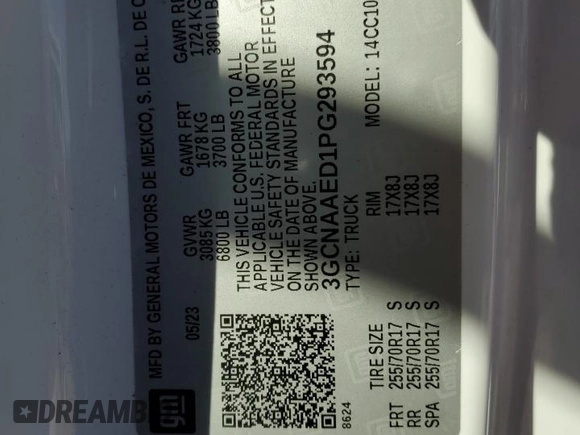 MFD BY GENERAL MOTORS DE MEXICO, S. DE R.L. DE C
05/23 GVWR GAWR FRT GAWR
3085 KG 1678 KG 1724 KG
6800 LB 3700 LB 3800 LB
THIS VEHICLE CONFORMS TO ALL
APPLICABLE U.S. FEDERAL MOTOR
VEHICLE SAFETY STANDARDS IN EFFECT
ON THE DATE OF MANUFACTURE
SHOWN ABOVE.
3GCNAAED1PG293594
TYPE: TRUCK MODEL: 14CC10
8624
TIRE SIZE RIM
FRT 255/70R17 S 17X8J
RR 255/70R17 S 17X8J
SPA 255/70R17 S 17X8J
gm
DREAMB